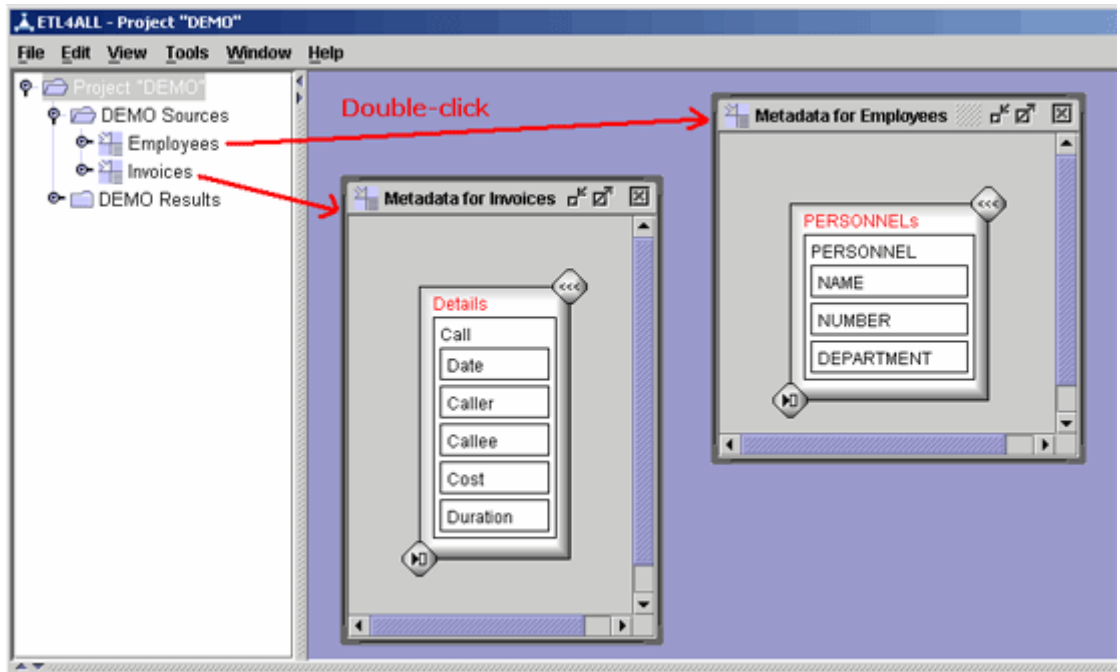 ETL4ALL - Project "DEMO"
File Edit View Tools Window Help
Project "DEMO"
DEMO Sources
Employees
Invoices
DEMO Results
Double-click
Metadata for Invoices
Details
Call
Date
Caller
Callee
Cost
Duration
Metadata for Employees
PERSONNELs
PERSONNEL
NAME
NUMBER
DEPARTMENT